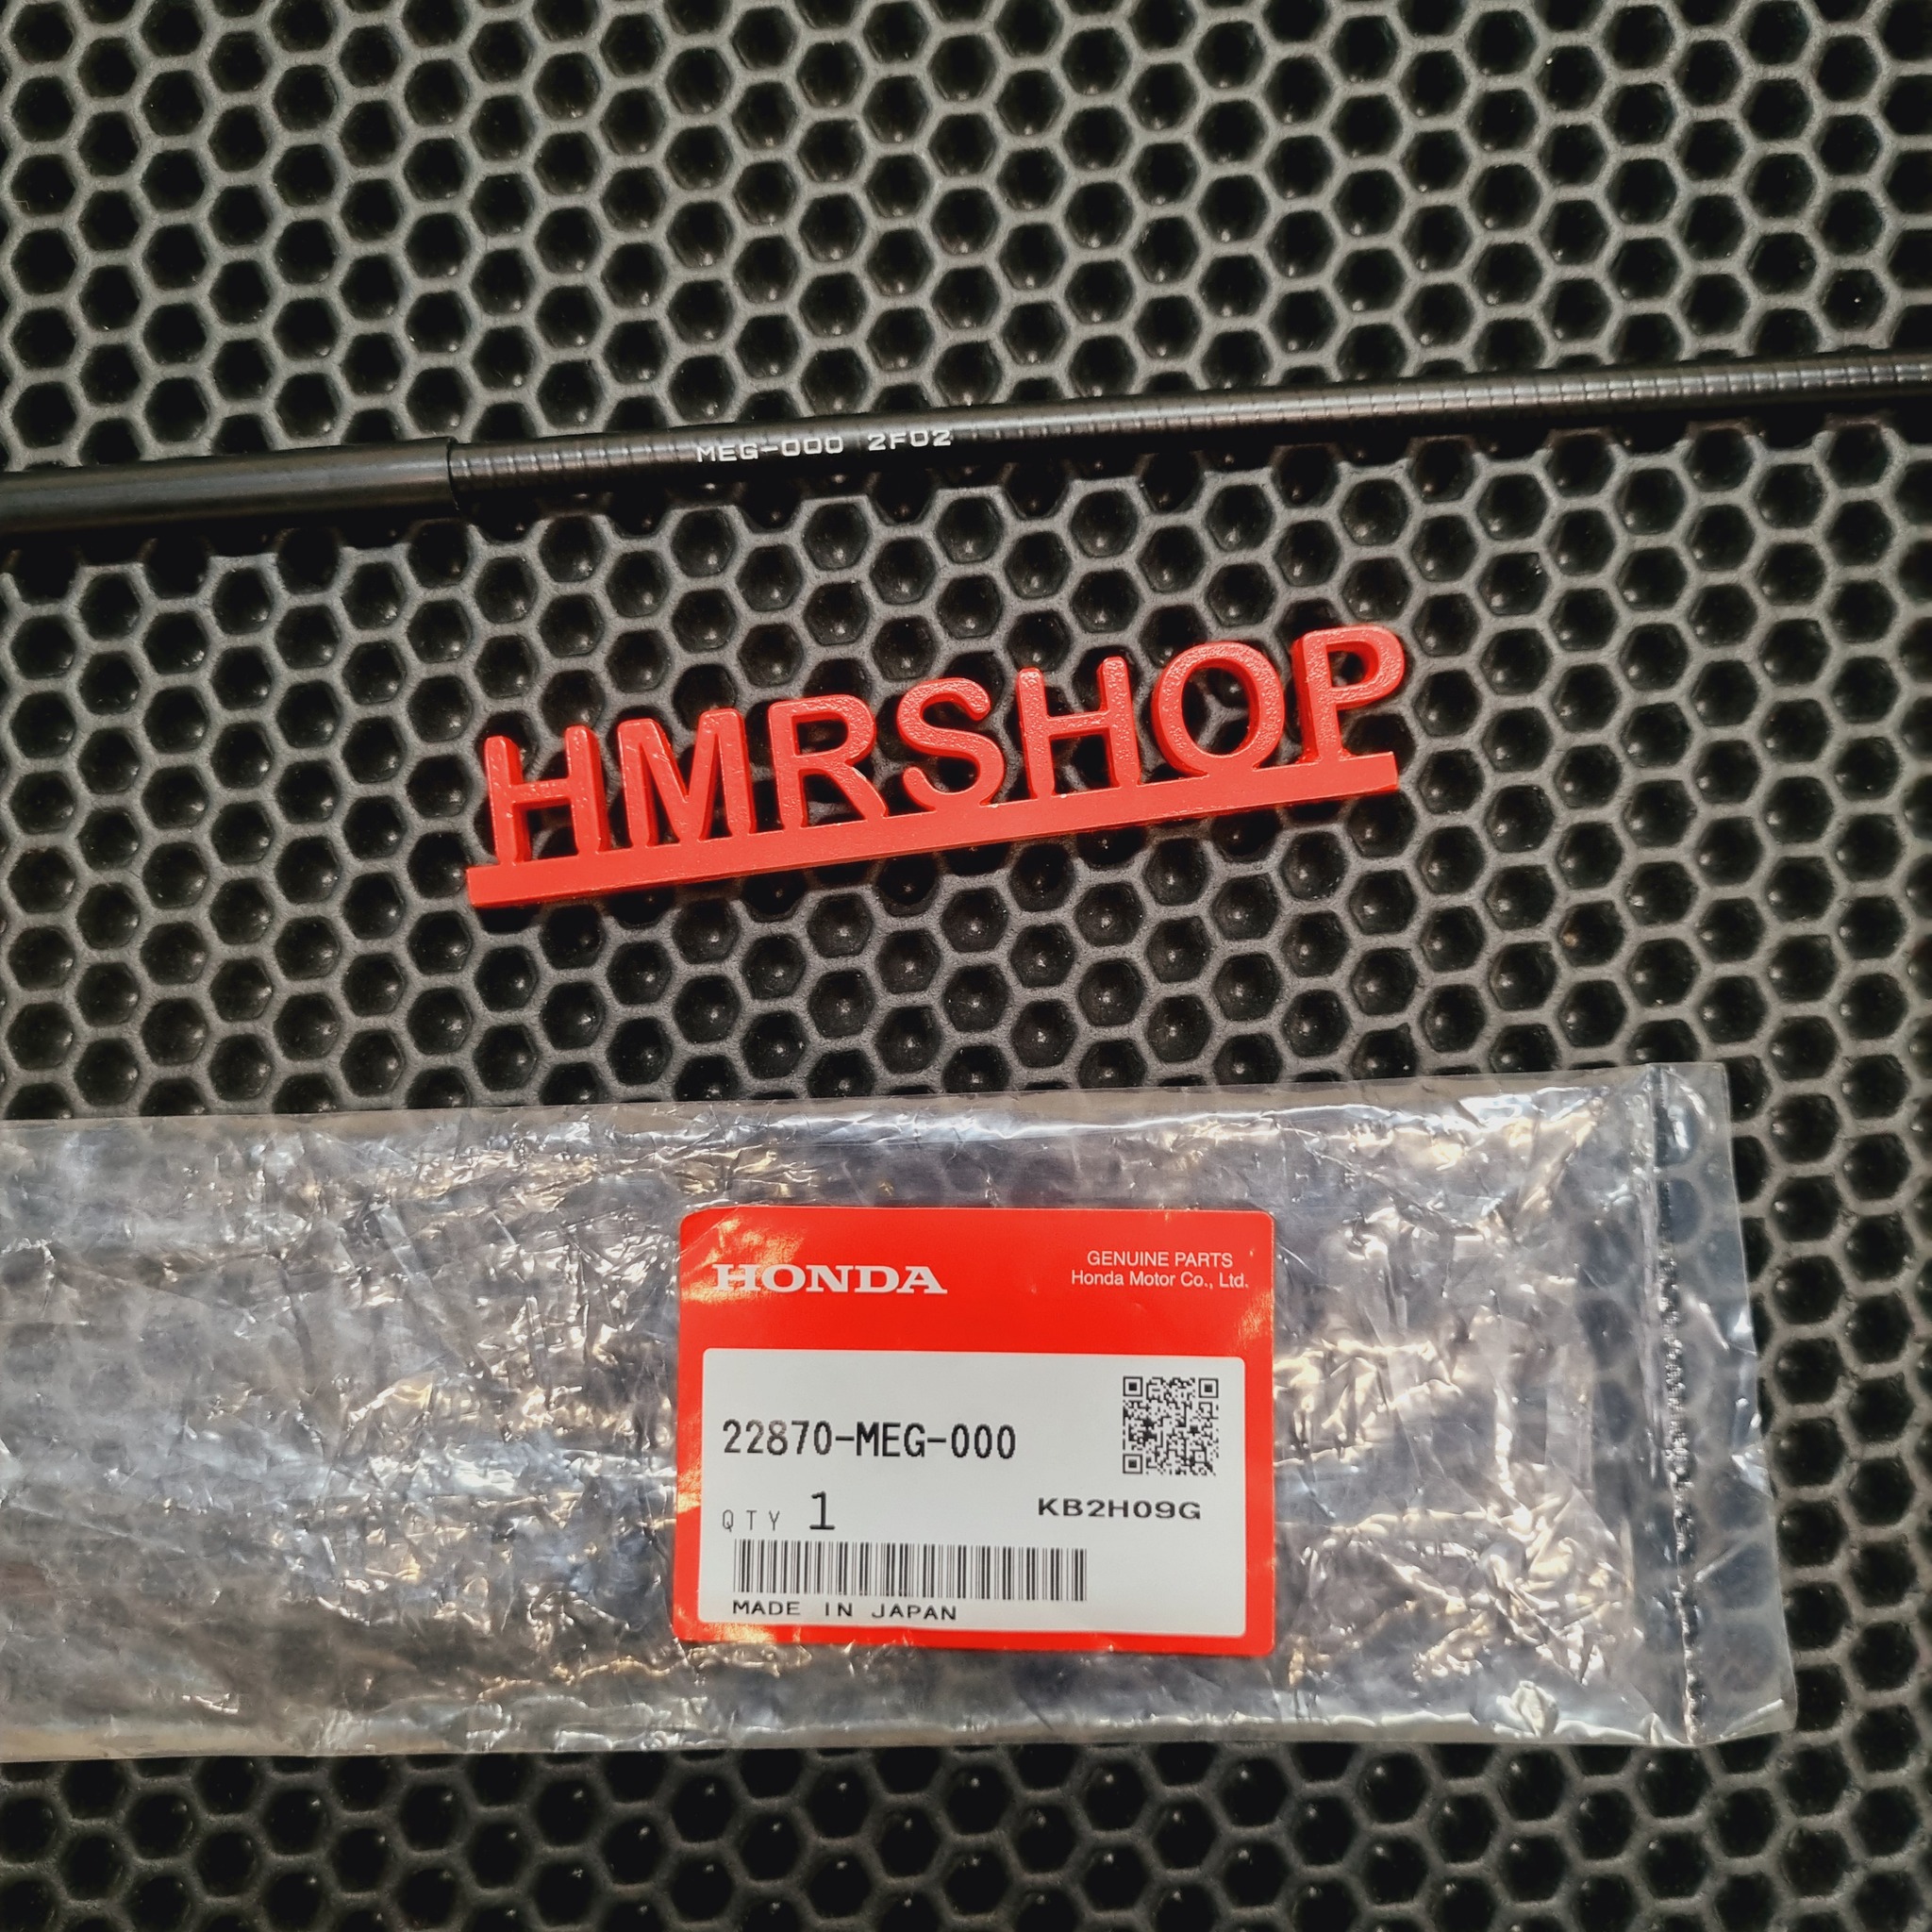 MEG-000 2F02
HMRSHOP
HONDA
GENUINE PARTS
Honda Motor Co., Ltd.
22870-MEG-000
QTY 1
KB2H09G
MADE IN JAPAN